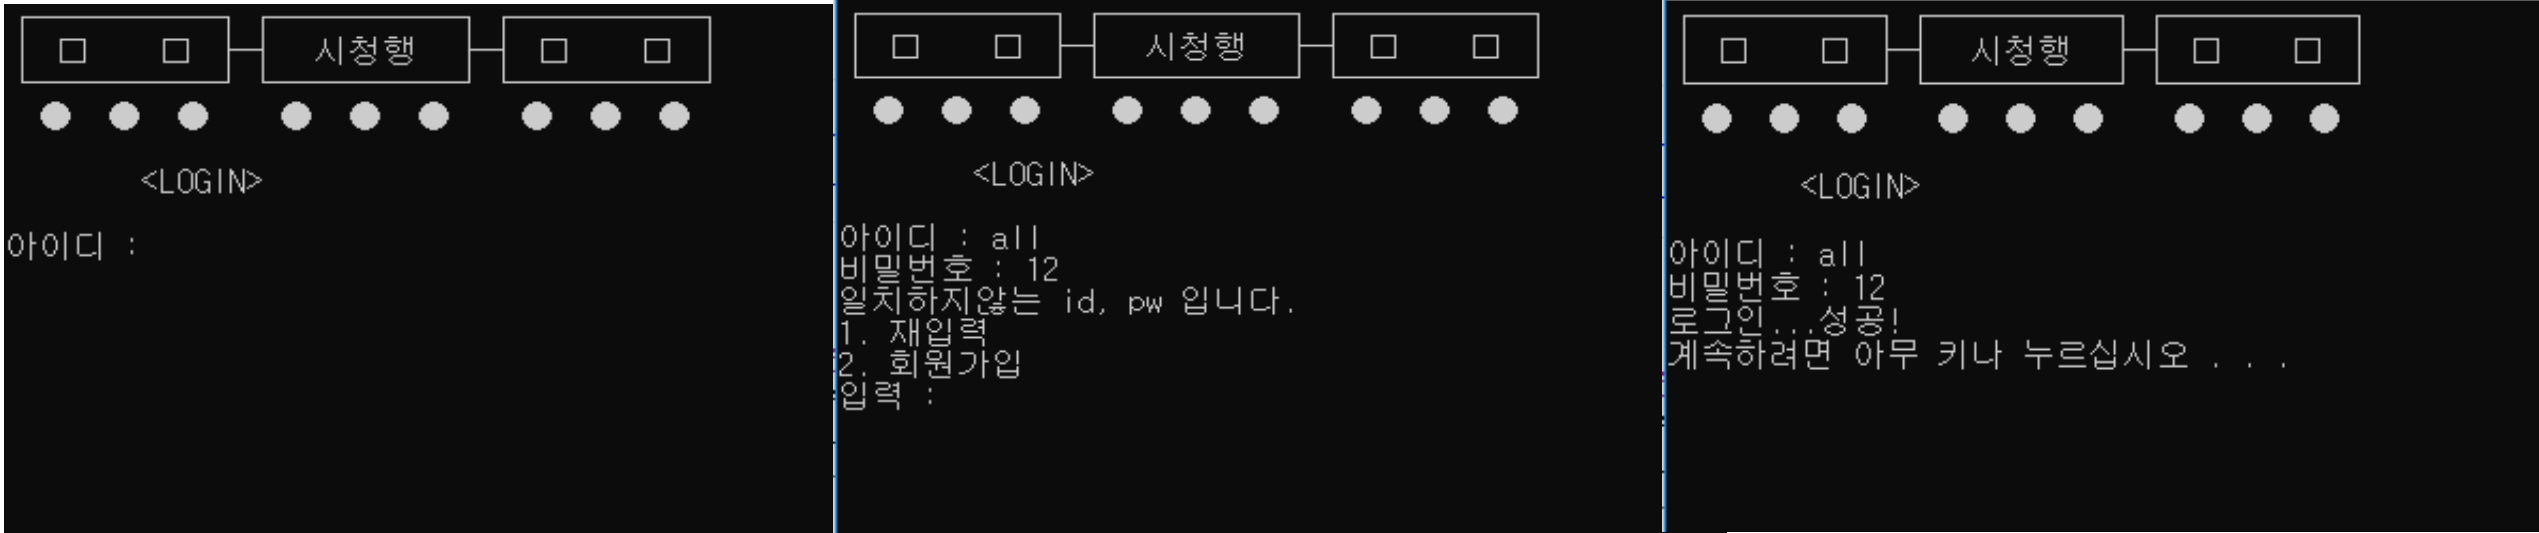 시청행
<LOGIN>
아이디 :
시청행
<LOGIN>
아이디 : all
비밀번호 : 12
일치하지않는 id, pw 입니다.
1. 재입력
2. 회원가입
입력 :
시청행
<LOGIN>
아이디 : all
비밀번호 : 12
로그인...성공!
계속하려면 아무 키나 누르십시오 . . .